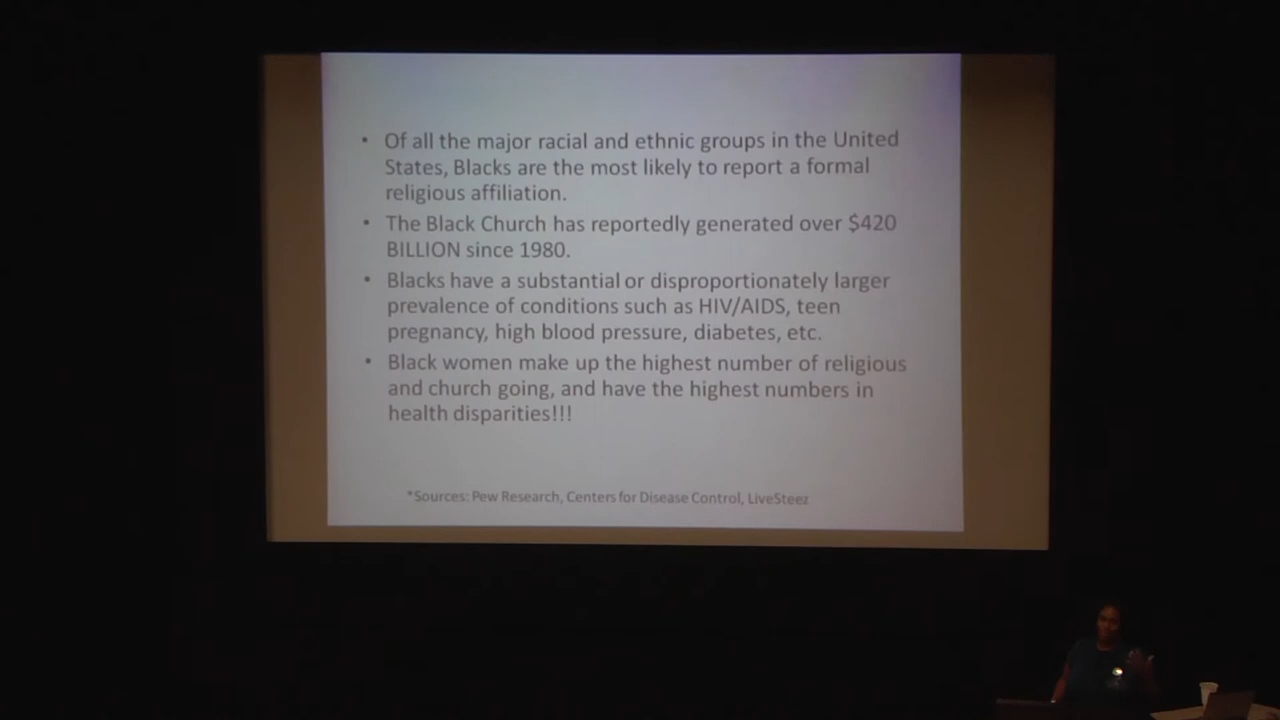 • Of all the major racial and ethnic groups in the United
States, Blacks are the most likely to report a formal
religious affiliation.
• The Black Church has reportedly generated over $420
BILLION since 1980.
• Blacks have a substantial or disproportionately larger
prevalence of conditions such as HIV/AIDS, teen
pregnancy, high blood pressure, diabetes, etc.
• Black women make up the highest number of religious
and church going, and have the highest numbers in
health disparities!!!
*Sources: Pew Research, Centers for Disease Control, LiveSteez